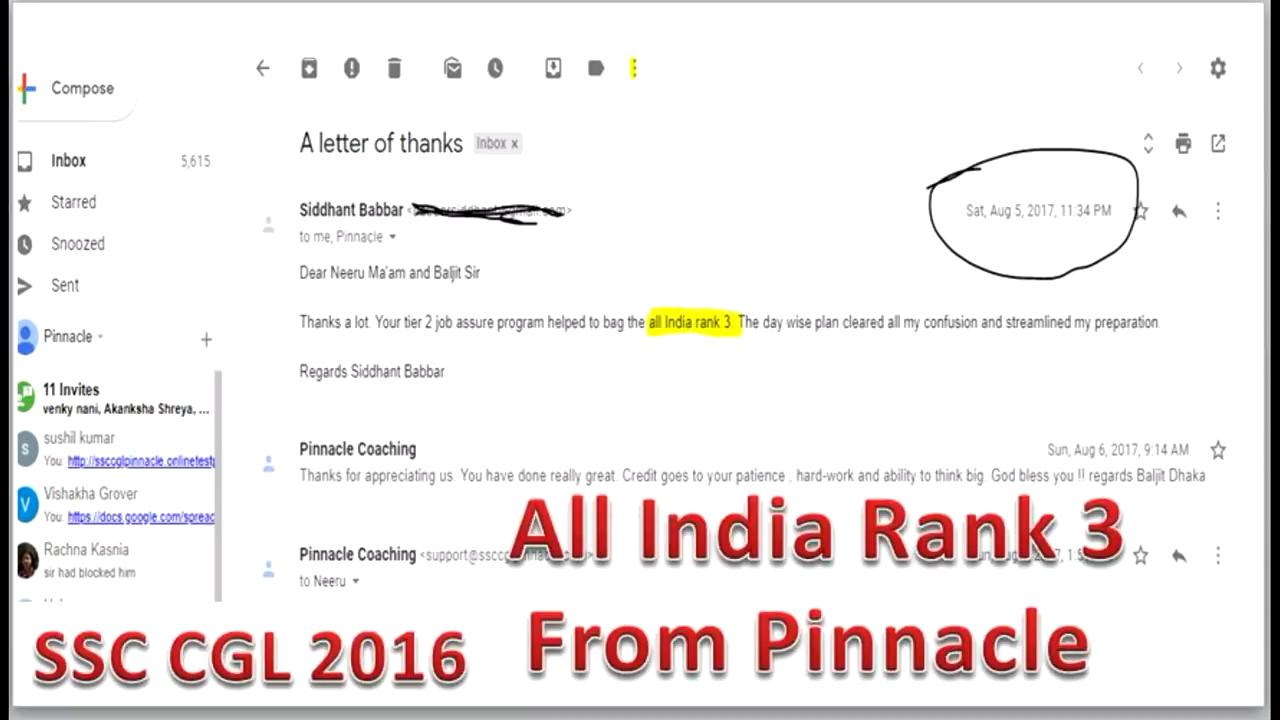 Compose
A letter of thanks Inbox x
Inbox 5,615
Starred
Snoozed
Sent
Pinnacle
11 Invites
venky nani, Akanksha Shreya, ...
sushil kumar
You: http://ssccglpinnacle.onlinetest
Vishakha Grover
You: https://docs.google.com/spread
Rachna Kasnia
sir had blocked him
Siddhant Babbar Sat, Aug 5, 2017, 11:34 PM
to me, Pinnacle
Dear Neeru Ma'am and Baljit Sir
Thanks a lot. Your tier 2 job assure program helped to bag the all India rank 3. The day wise plan cleared all my confusion and streamlined my preparation.
Regards Siddhant Babbar
Pinnacle Coaching Sun, Aug 6, 2017, 9:14 AM
Thanks for appreciating us. You have done really great. Credit goes to your patience , hard-work and ability to think big. God bless you !! regards Baljit Dhaka
Pinnacle Coaching
to Neeru
All India Rank 3
From Pinnacle
SSC CGL 2016